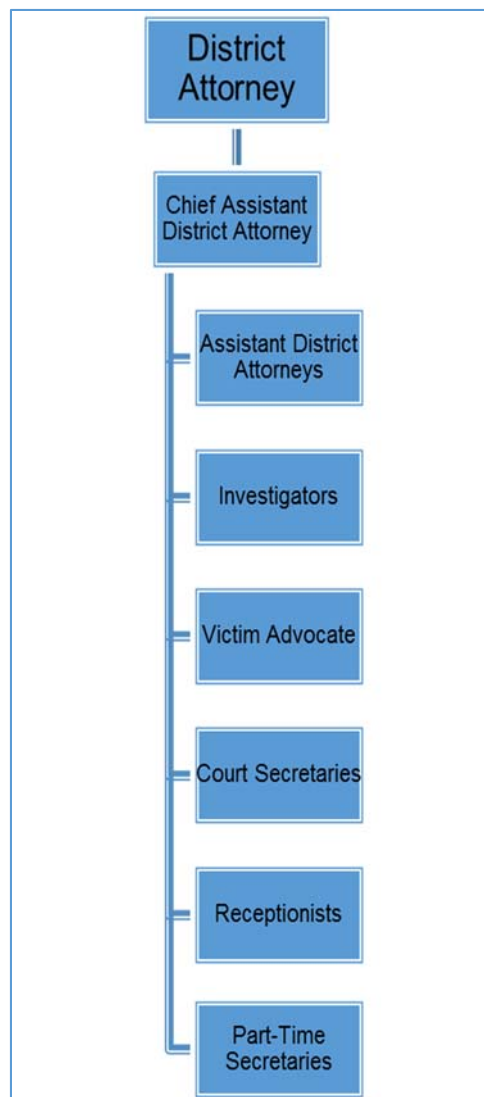 District
Attorney
Chief Assistant
District Attorney
Assistant District
Attorneys
Investigators
Victim Advocate
Court Secretaries
Receptionists
Part-Time
Secretaries